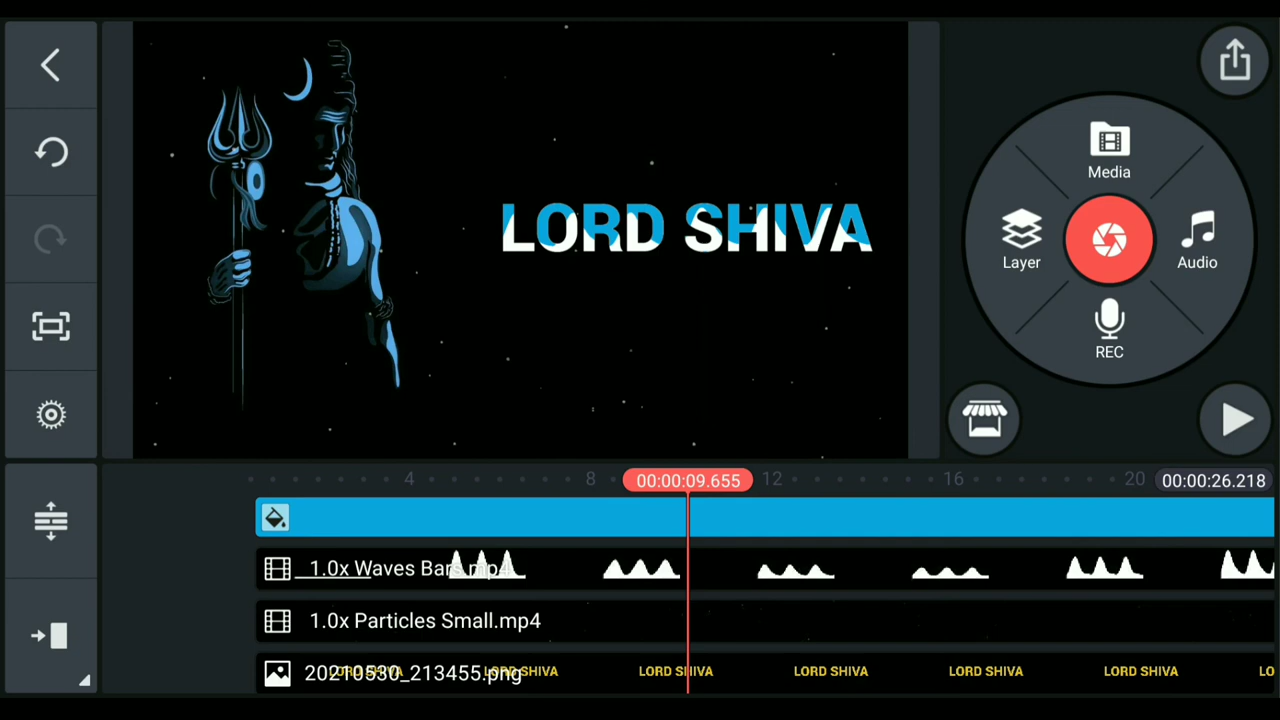 LORD SHIVA
Media
Layer
Audio
REC
4
8
00:00:09.655
12
16
20
00:00:26.218
1.0x Waves Bars.mp4
1.0x Particles Small.mp4
20210530_213455.png
LORD SHIVA
LORD SHIVA
LORD SHIVA
LORD SHIVA
LORD SHIVA
LORD SHIVA
LO